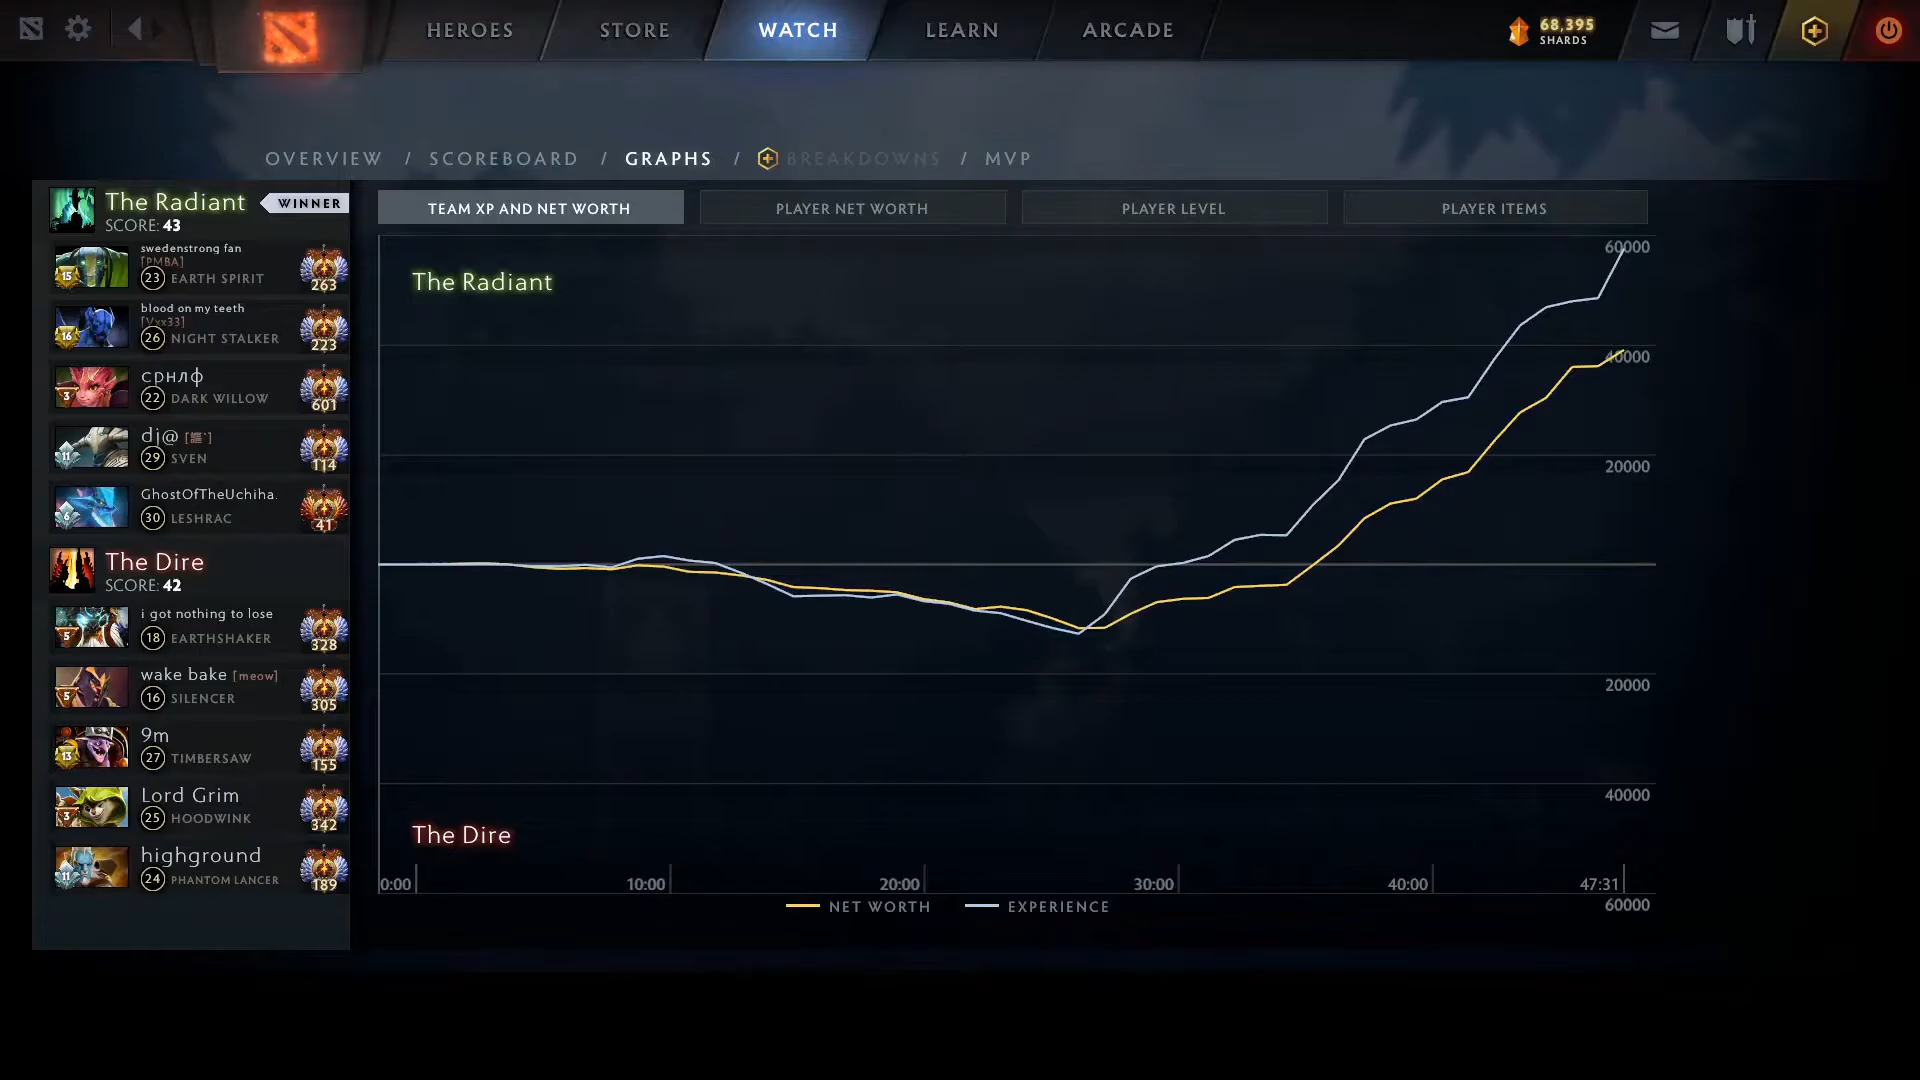 HEROES
STORE
WATCH
LEARN
ARCADE
68,395
SHARDS
OVERVIEW / SCOREBOARD / GRAPHS / BREAKDOWNS / MVP
The Radiant
WINNER
SCORE: 43
swedenstrong fan
[PMBA]
15
23 EARTH SPIRIT
263
blood on my teeth
[Vxx33]
16
26 NIGHT STALKER
223
срплф
3
22 DARK WILLOW
601
dj@
11
29 SVEN
114
GhostOfTheUchiha.
6
30 LESHRAC
41
The Dire
SCORE: 42
i got nothing to lose
5
18 EARTHSHAKER
328
wake bake [meow]
5
16 SILENCER
305
9m
13
27 TIMBERSAW
155
Lord Grim
3
25 HOODWINK
342
highground
11
24 PHANTOM LANCER
189
TEAM XP AND NET WORTH
PLAYER NET WORTH
PLAYER LEVEL
PLAYER ITEMS
The Radiant
60000
40000
20000
20000
40000
The Dire
0:00
10:00
20:00
30:00
40:00
47:31
60000
NET WORTH
EXPERIENCE